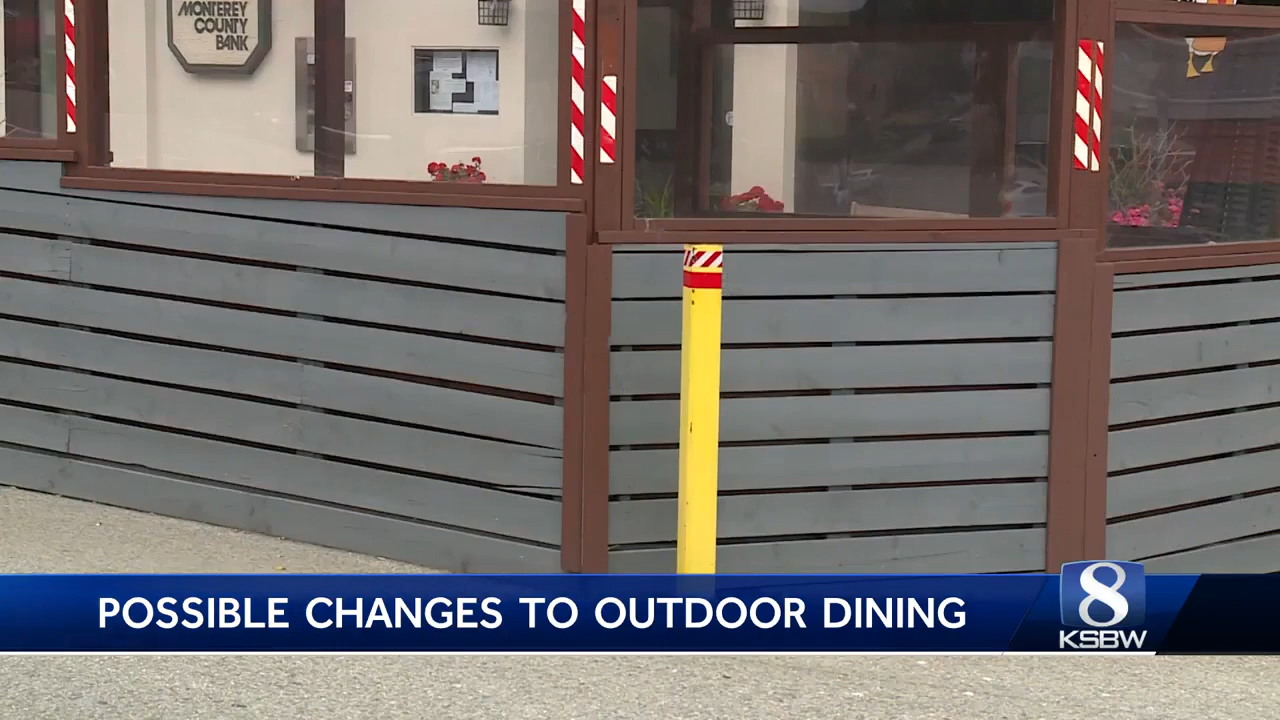 MONTEREY
COUNTY
BANK
POSSIBLE CHANGES TO OUTDOOR DINING
8
KSBW